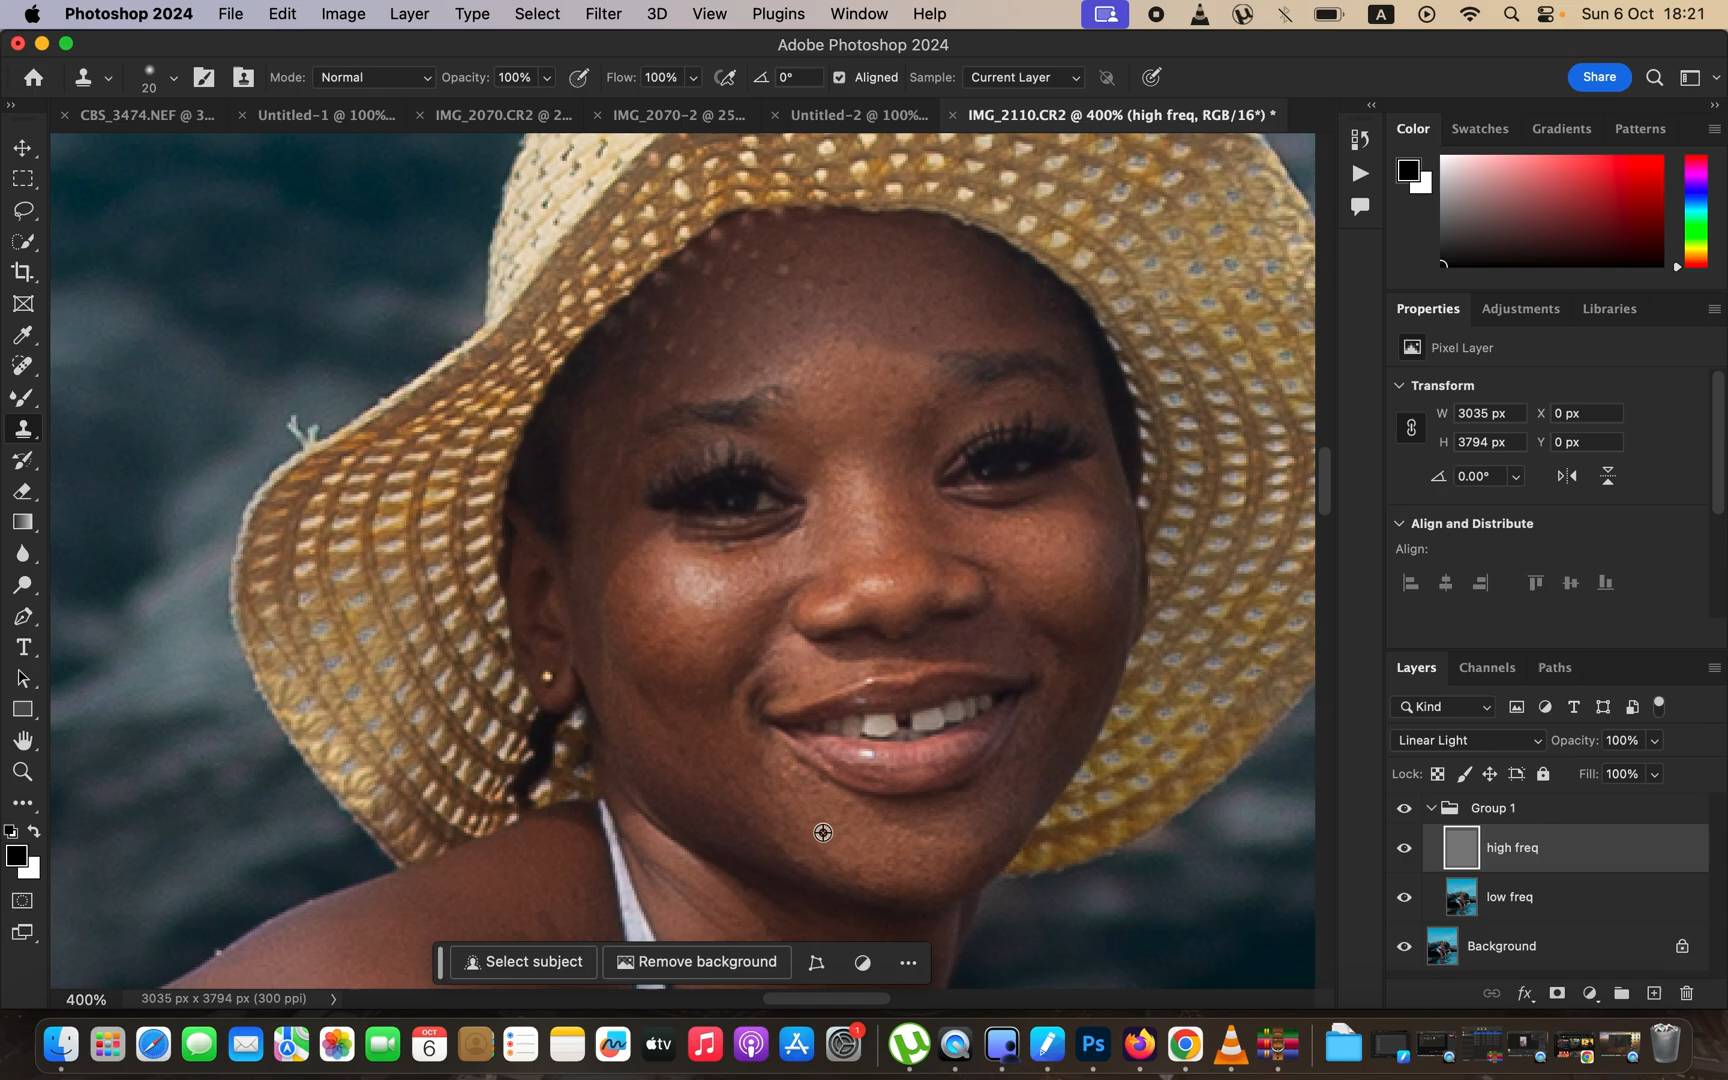 Photoshop 2024 File Edit Image Layer Type Select Filter 3D View Plugins Window Help A Sun 6 Oct 18:21
Adobe Photoshop 2024
20 Mode: Normal Opacity: 100% Flow: 100% 0° Aligned Sample: Current Layer Share
CBS_3474.NEF @ 3... Untitled-1 @ 100%... IMG_2070.CR2 @ 2... IMG_2070-2 @ 25... Untitled-2 @ 100%... IMG_2110.CR2 @ 400% (high freq, RGB/16*) *
Color Swatches Gradients Patterns
Properties Adjustments Libraries
Pixel Layer
Transform
W 3035 px X 0 px
H 3794 px Y 0 px
0.00°
Align and Distribute
Align:
Layers Channels Paths
Kind
Linear Light Opacity: 100%
Lock: Fill: 100%
Group 1
high freq
low freq
Background
Select subject Remove background
400% 3035 px x 3794 px (300 ppi)
OCT
6
tv
1
Ps